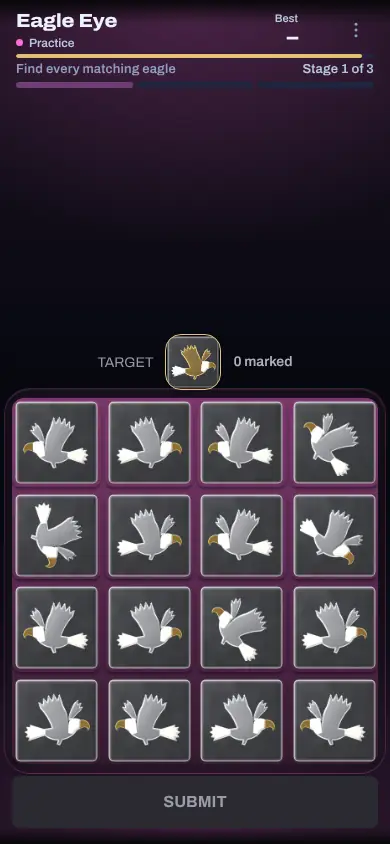 Eagle Eye
Best
Practice
–
Find every matching eagle
Stage 1 of 3
TARGET
0 marked
SUBMIT